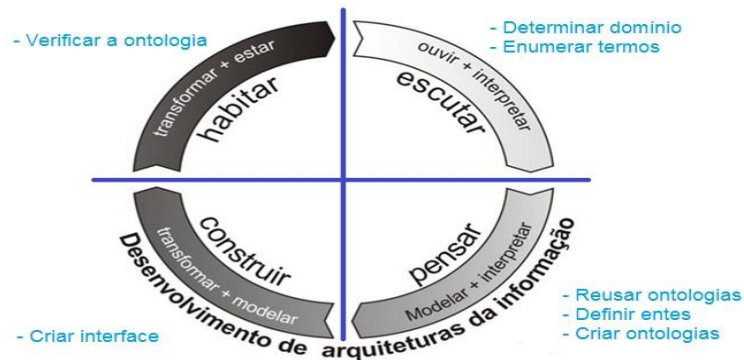 - Verificar a ontologia
- Determinar domínio
- Enumerar termos
transformar + estar
habitar
ouvir + interpretar
escutar
construir
transformar + modelar
pensar
Modelar + interpretar
Desenvolvimento de arquiteturas da informação
- Criar interface
- Reusar ontologias
- Definir entes
- Criar ontologias